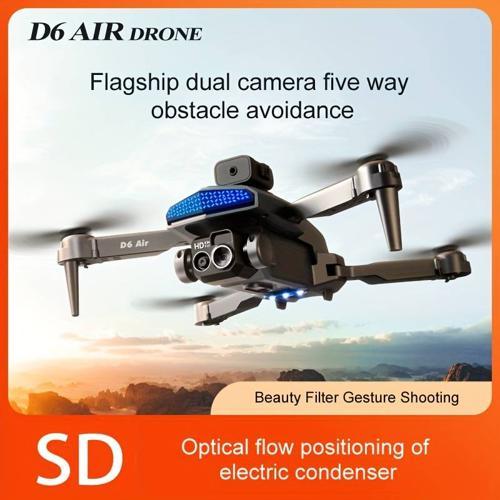 D6 AIR DRONE
Flagship dual camera five way
obstacle avoidance
D6 Air
HD
Beauty Filter Gesture Shooting
SD
Optical flow positioning of
electric condenser